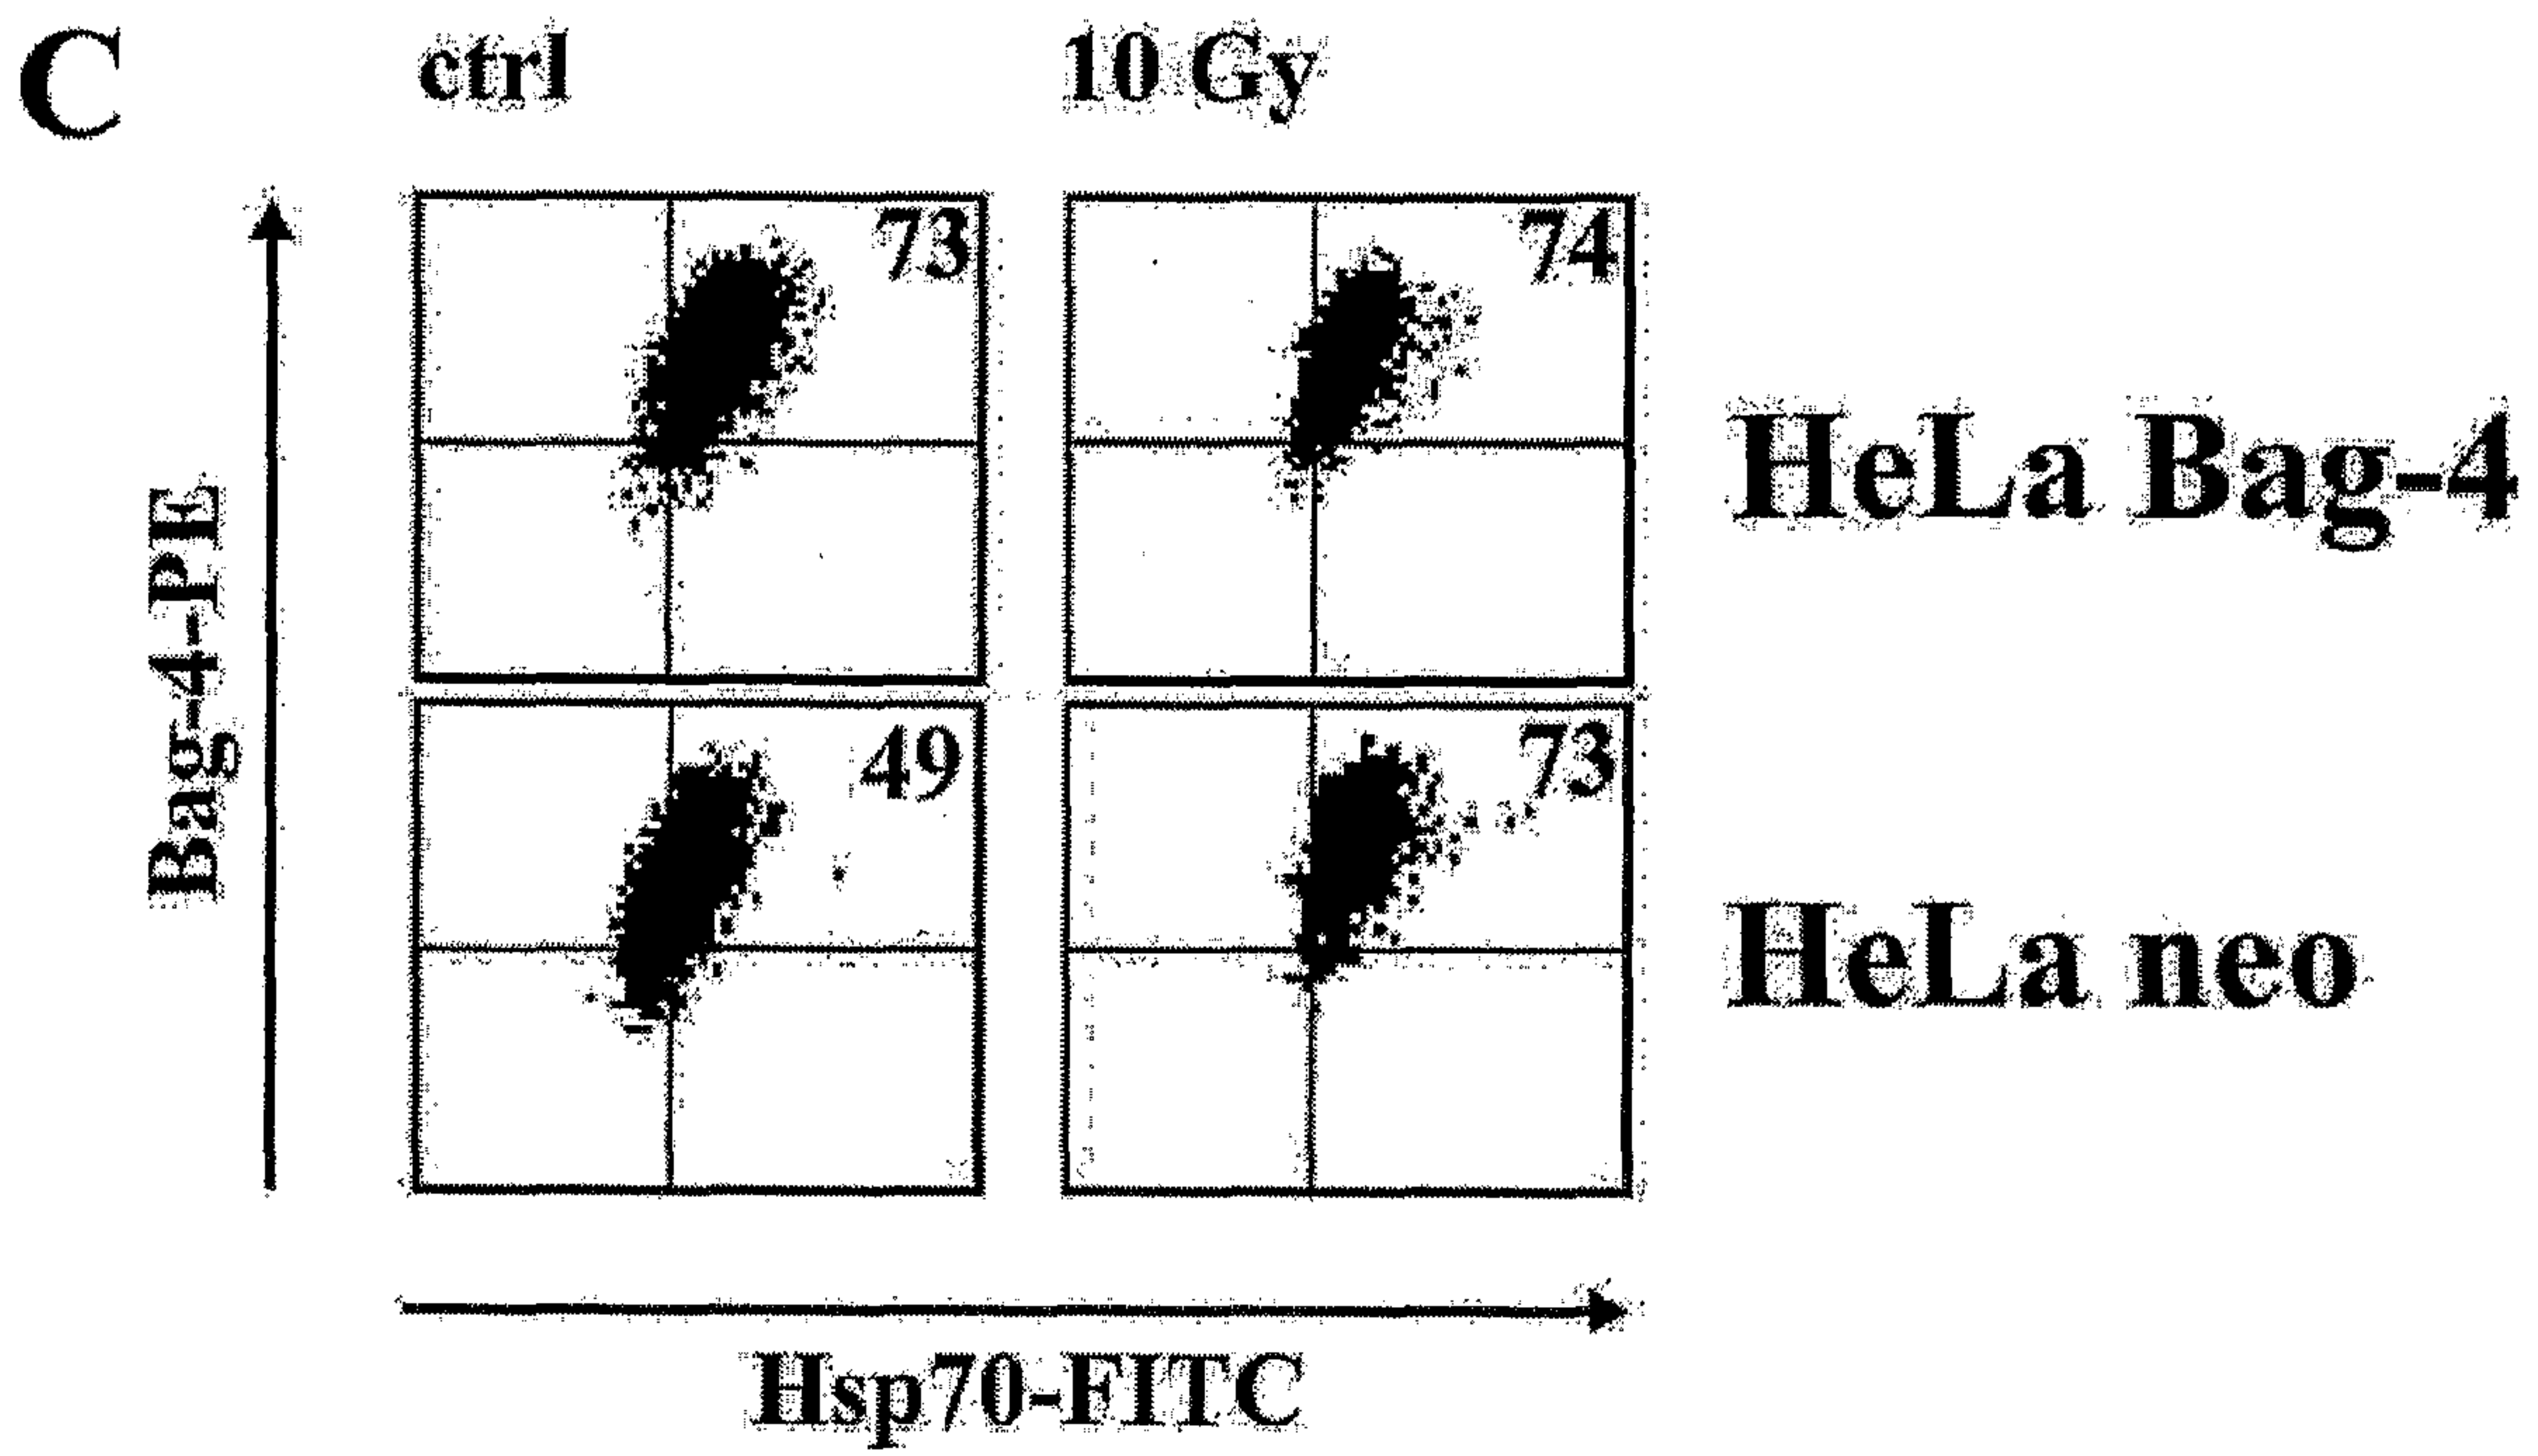 C
ctrl 10 Gy
73 74
HeLa Bag-4
Bag-4-PE
49 73
HeLa neo
Hsp70-FITC